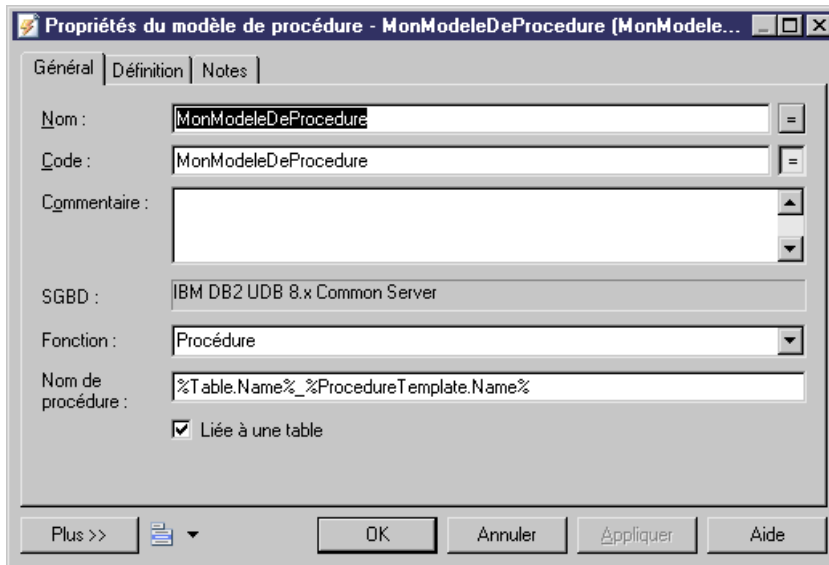 Propriétés du modèle de procédure - MonModeleDeProcedure (MonModele...
Général Définition Notes
Nom : MonModeleDeProcedure =
Code : MonModeleDeProcedure =
Commentaire :
SGBD : IBM DB2 UDB 8.x Common Server
Fonction : Procédure
Nom de
procédure : %Table.Name%_%ProcedureTemplate.Name%
Liée à une table
Plus >> OK Annuler Appliquer Aide